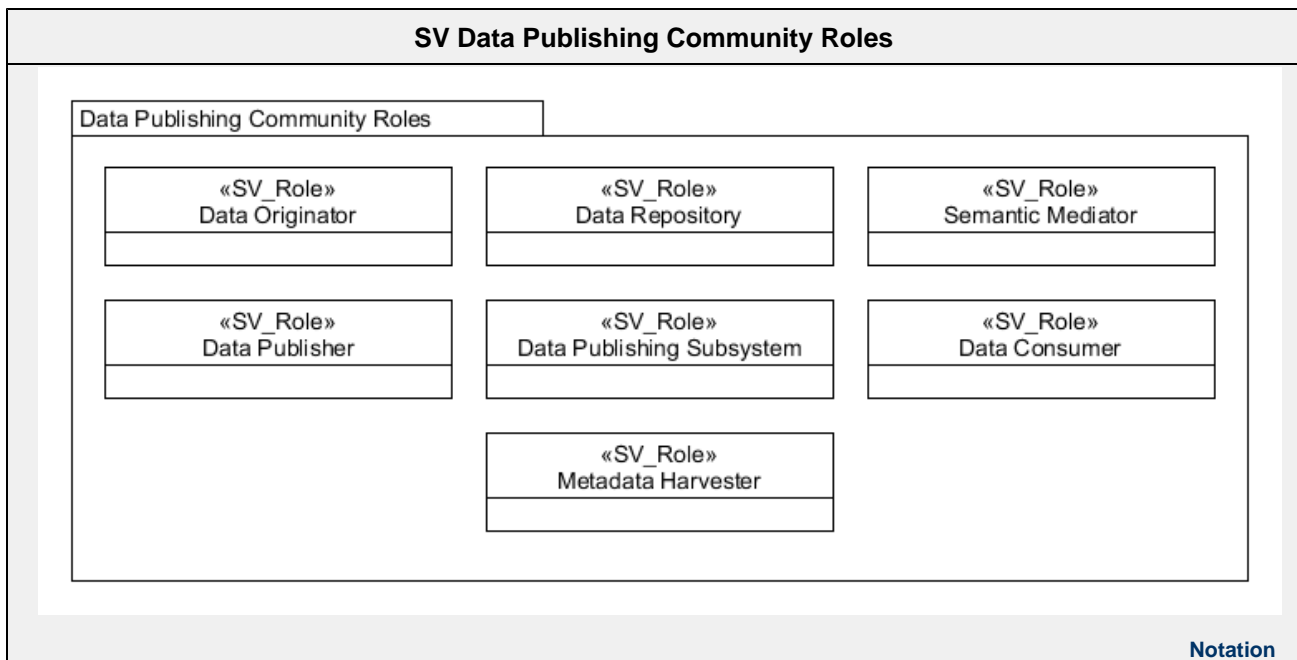 SV Data Publishing Community Roles
Data Publishing Community Roles
«SV_Role»
Data Originator
«SV_Role»
Data Repository
«SV_Role»
Semantic Mediator
«SV_Role»
Data Publisher
«SV_Role»
Data Publishing Subsystem
«SV_Role»
Data Consumer
«SV_Role»
Metadata Harvester
Notation